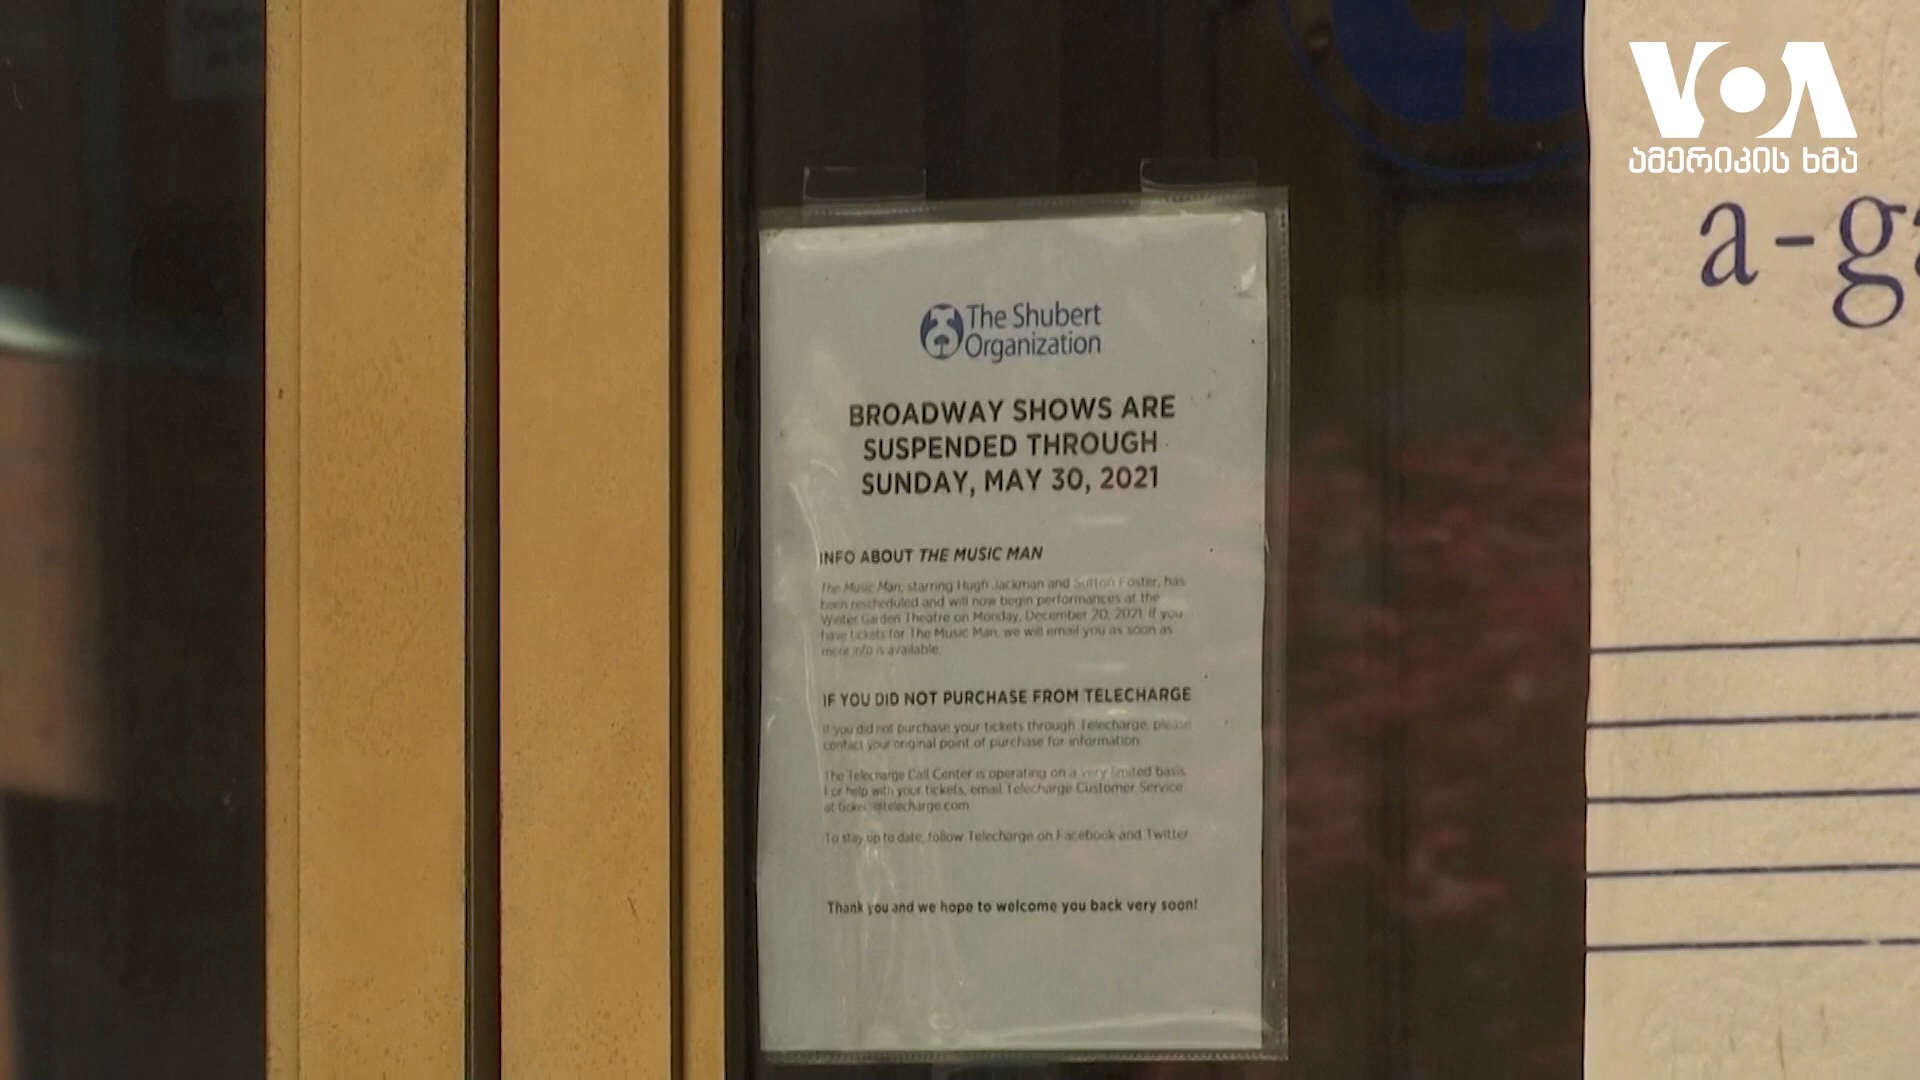 VOA
ამერიკის ხმა
a-ga
The Shubert
Organization
BROADWAY SHOWS ARE
SUSPENDED THROUGH
SUNDAY, MAY 30, 2021
INFO ABOUT THE MUSIC MAN
The Music Man, starring Hugh Jackman and Sutton Foster, has
been rescheduled and will now begin performances at the
Winter Garden Theatre on Monday, December 20, 2021. If you
have tickets for The Music Man, we will email you as soon as
more info is available.
IF YOU DID NOT PURCHASE FROM TELECHARGE
If you did not purchase your tickets through Telecharge, please
contact your original point of purchase for information.
The Telecharge Call Center is operating on a very limited basis.
For help with your tickets, email Telecharge Customer Service
at tickets@telecharge.com.
To stay up to date, follow Telecharge on Facebook and Twitter
Thank you and we hope to welcome you back very soon!